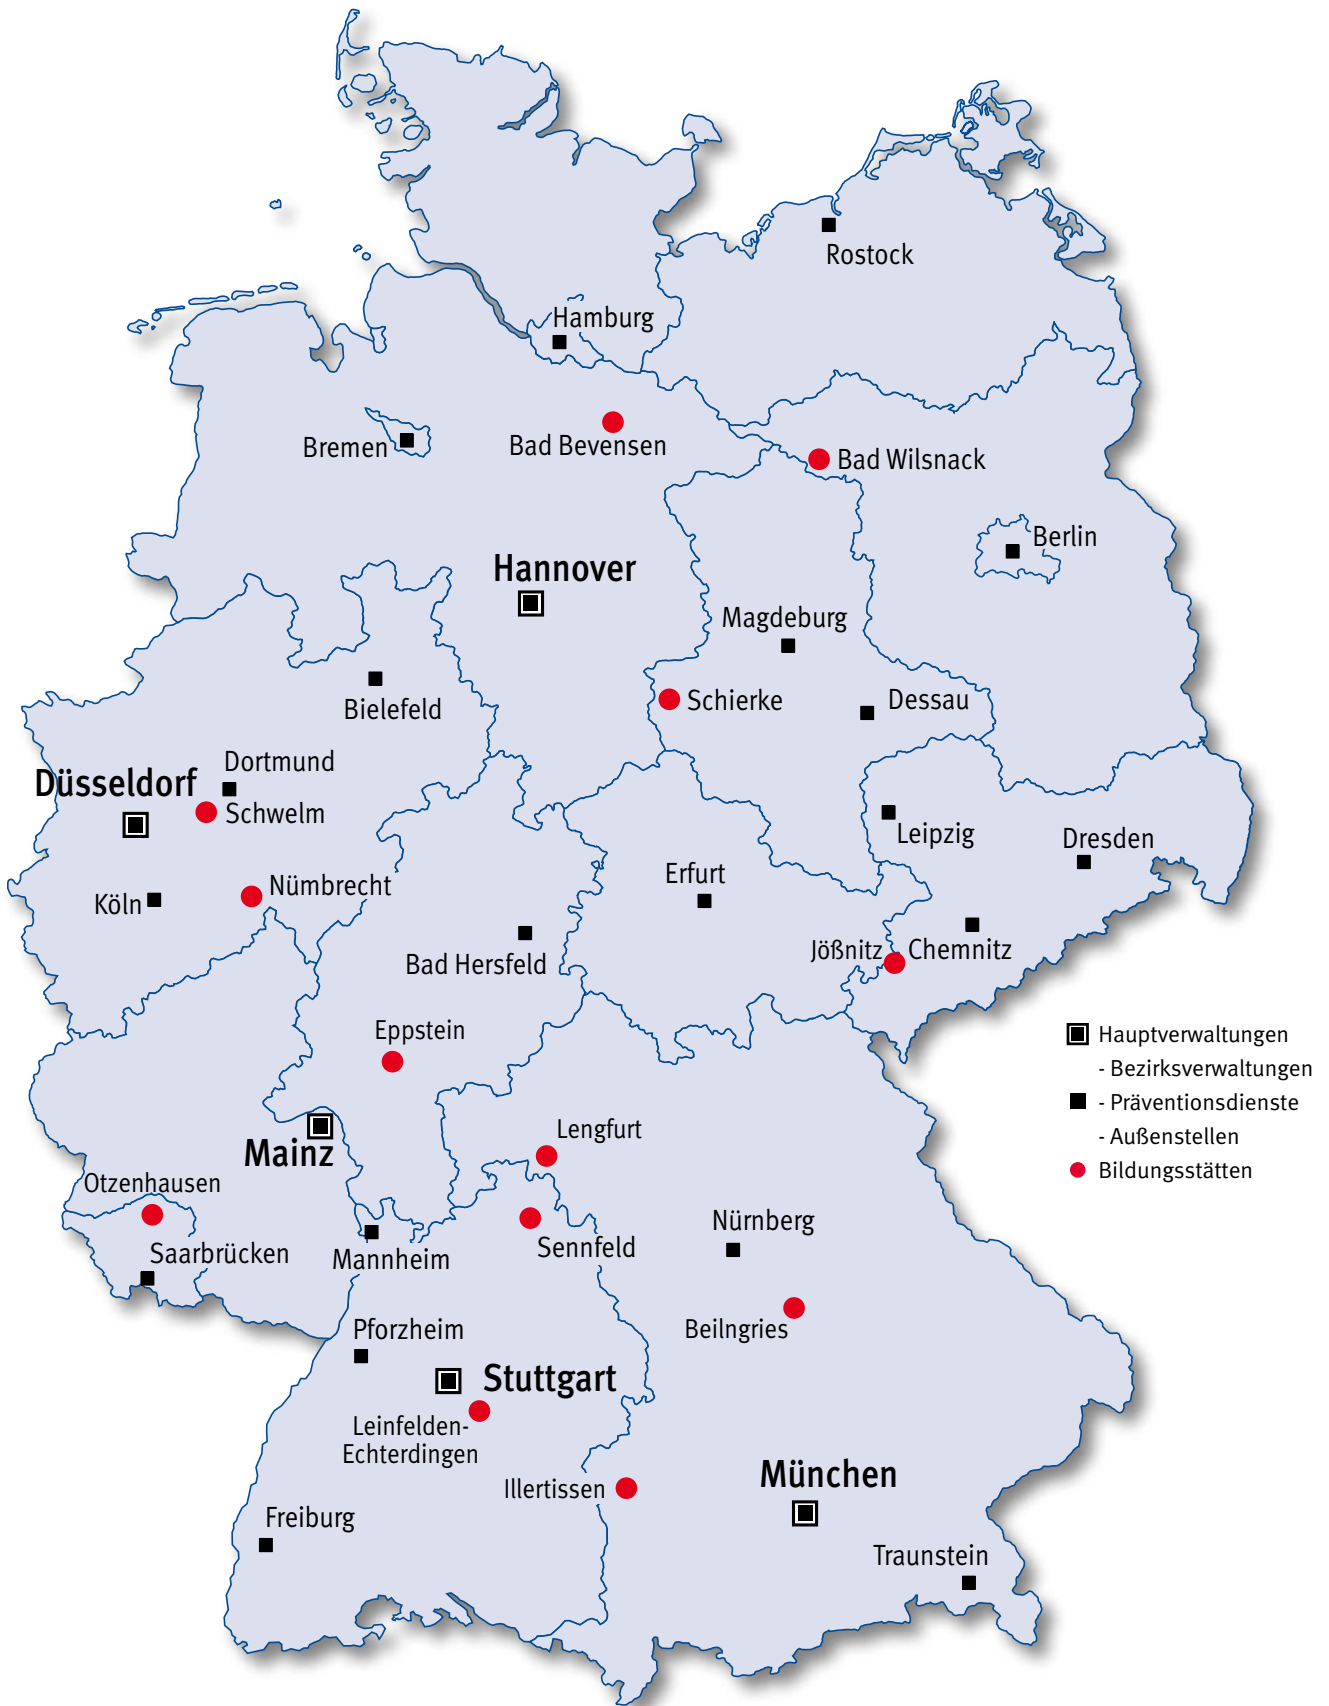 Rostock
Hamburg
Bremen
Bad Bevensen
Bad Wilsnack
Berlin
Hannover
Magdeburg
Bielefeld
Schierke
Dessau
Dortmund
Düsseldorf
Schwelm
Leipzig
Dresden
Köln
Nümbrecht
Erfurt
Bad Hersfeld
Jößnitz
Chemnitz
Eppstein
Hauptverwaltungen
- Bezirksverwaltungen
- Präventionsdienste
- Außenstellen
Bildungsstätten
Mainz
Lengfurt
Otzenhausen
Saarbrücken
Mannheim
Sennfeld
Nürnberg
Beilngries
Pforzheim
Stuttgart
Leinfelden-
Echterdingen
Illertissen
München
Freiburg
Traunstein